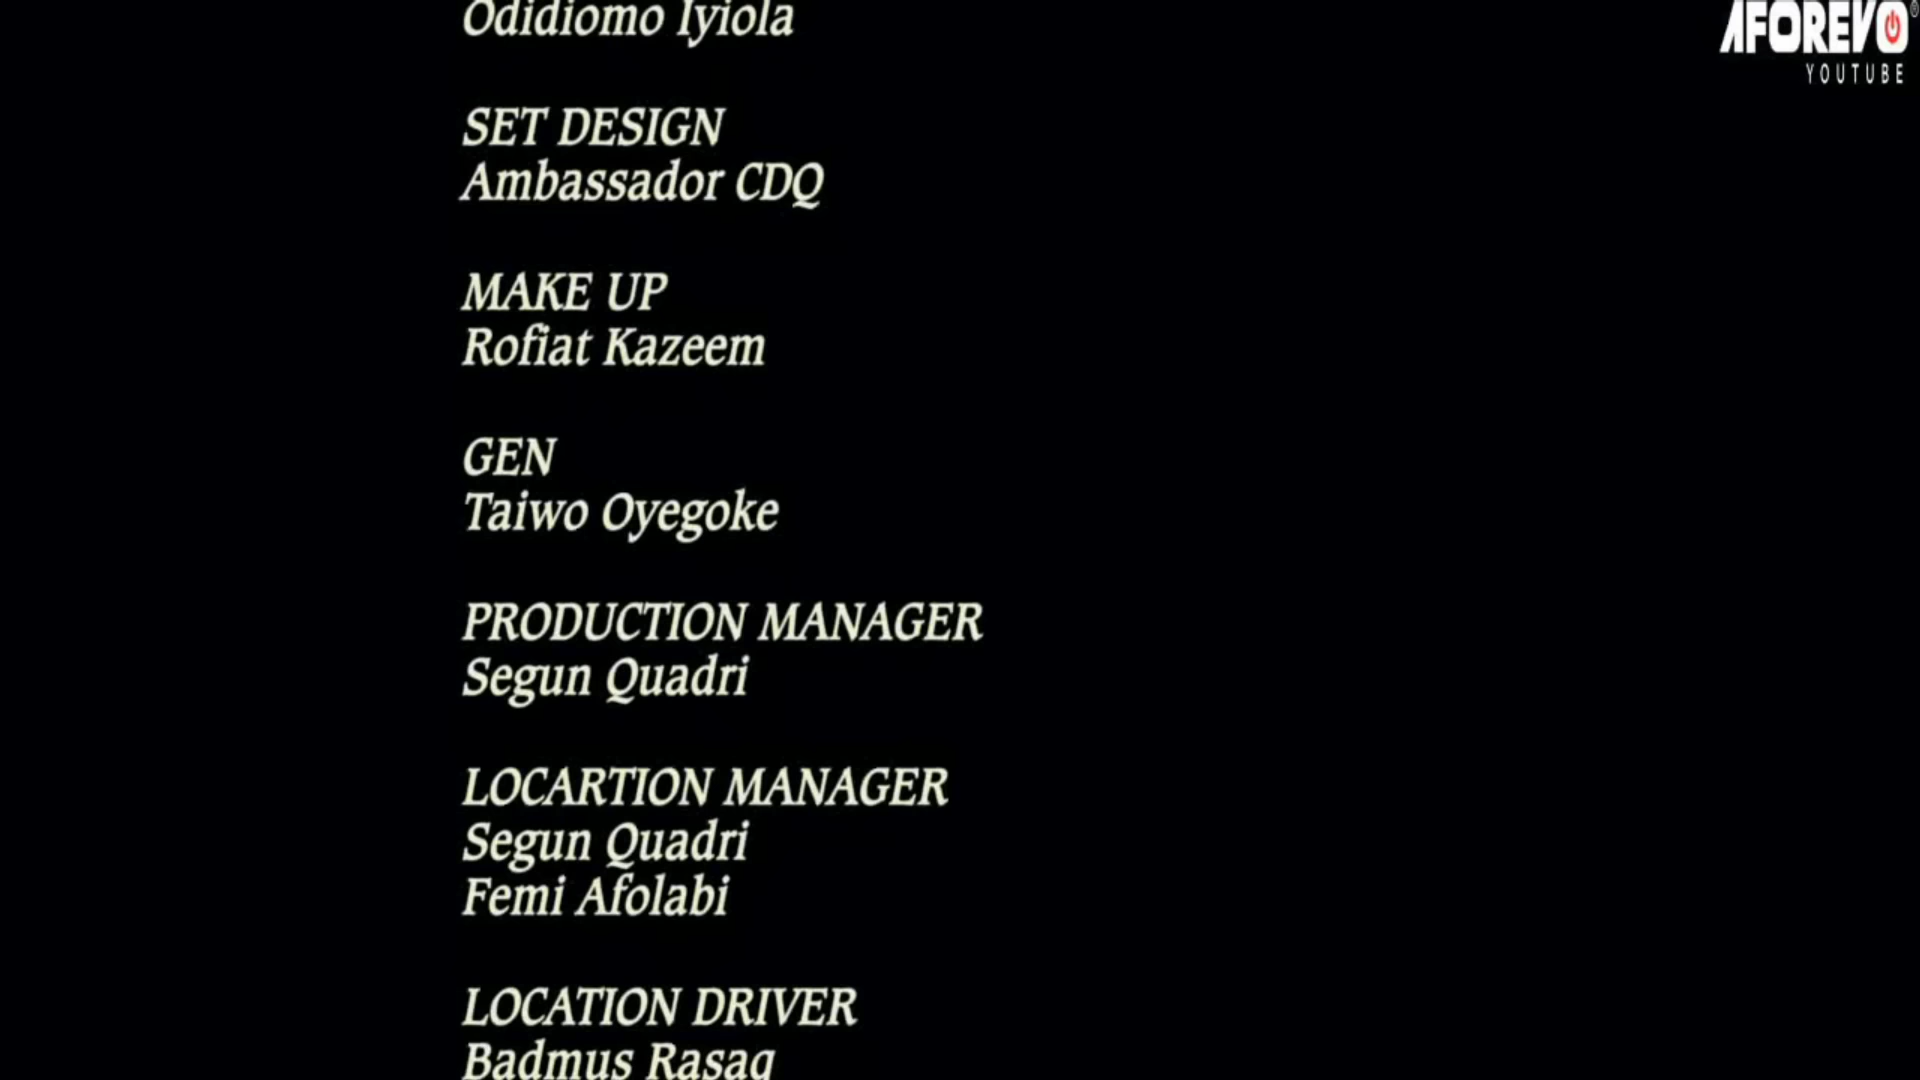 Odidiomo Iyiola
AFOREVO
YOUTUBE
SET DESIGN
Ambassador CDQ
MAKE UP
Rofiat Kazeem
GEN
Taiwo Oyegoke
PRODUCTION MANAGER
Segun Quadri
LOCARTION MANAGER
Segun Quadri
Femi Afolabi
LOCATION DRIVER
Badmus Rasaq